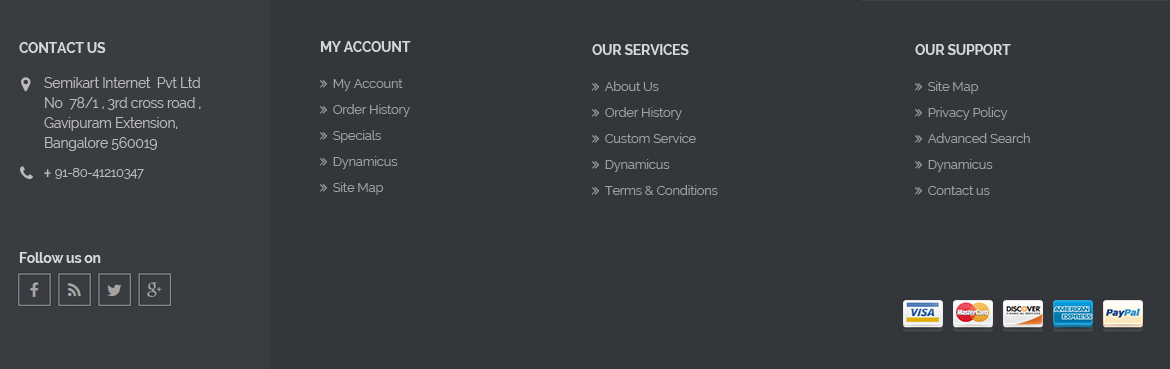 CONTACT US
Semikart Internet Pvt Ltd
No 78/1 , 3rd cross road ,
Gavipuram Extension,
Bangalore 560019
+ 91-80-41210347
Follow us on
f
g+
MY ACCOUNT
» My Account
» Order History
» Specials
» Dynamicus
» Site Map
OUR SERVICES
» About Us
» Order History
» Custom Service
» Dynamicus
» Terms & Conditions
OUR SUPPORT
» Site Map
» Privacy Policy
» Advanced Search
» Dynamicus
» Contact us
VISA
MasterCard
DISCOVER
FINANCIAL SERVICES
AMERICAN
EXPRESS
PayPal